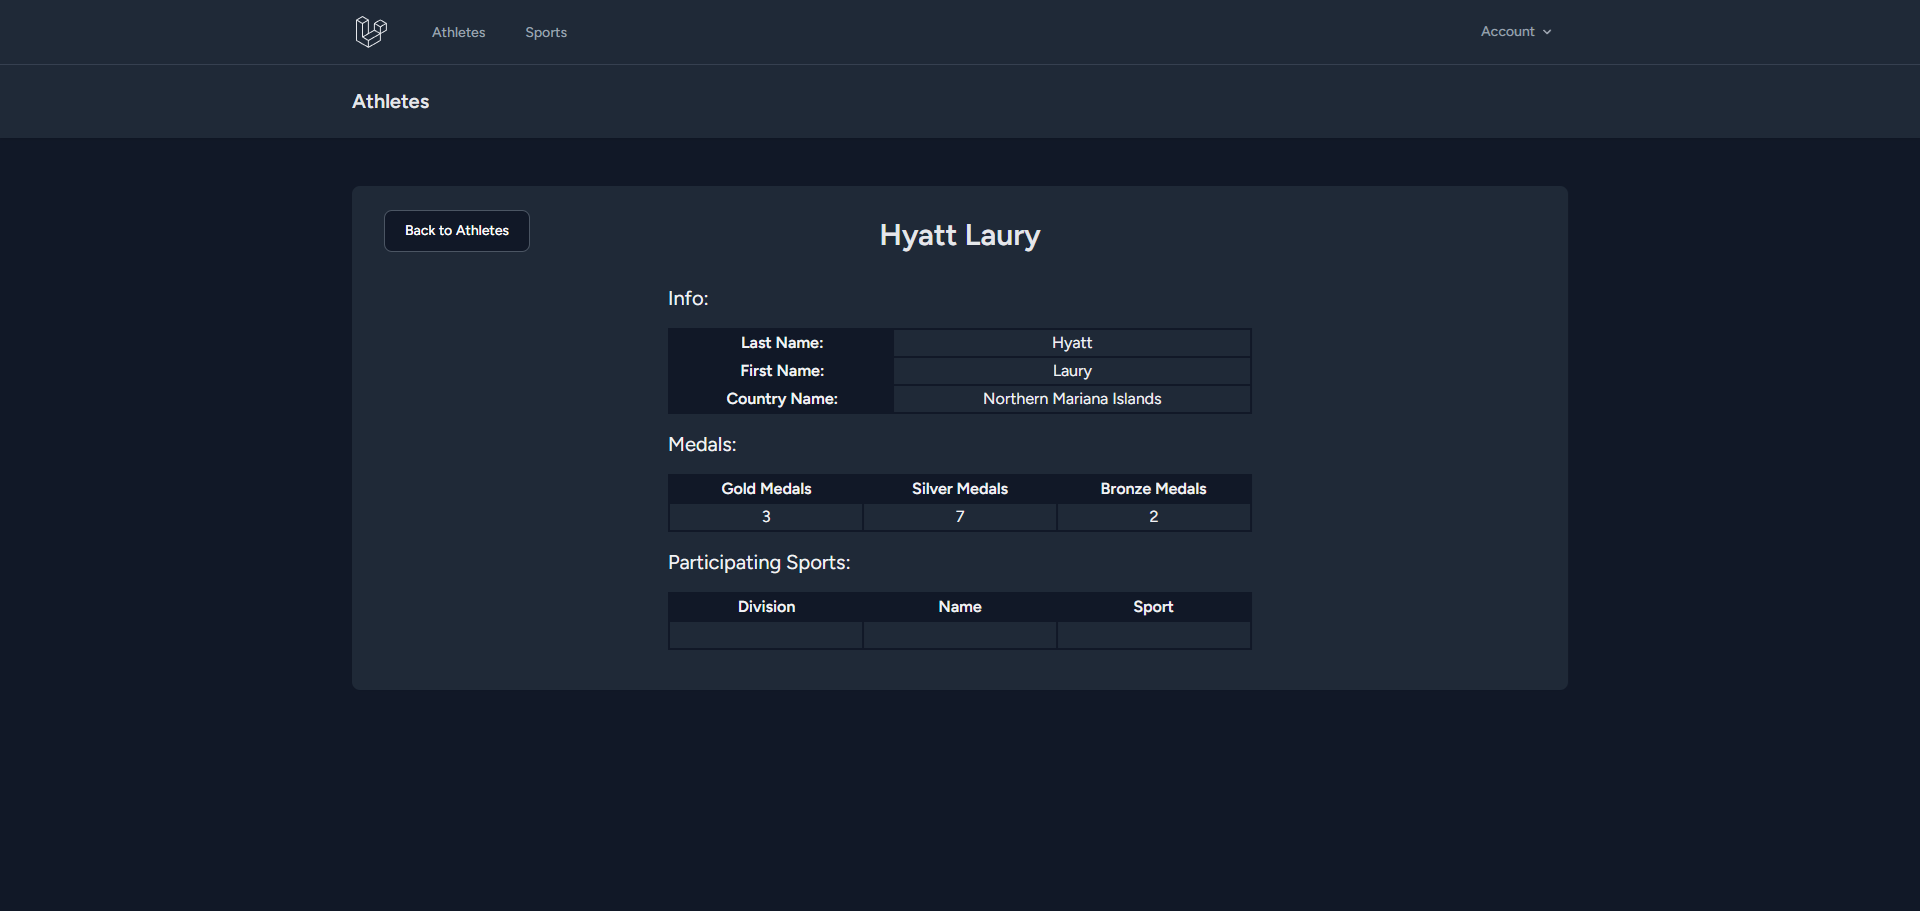 Athletes Sports Account
Athletes
Back to Athletes
Hyatt Laury
Info:
Last Name: Hyatt
First Name: Laury
Country Name: Northern Mariana Islands
Medals:
Gold Medals Silver Medals Bronze Medals
3 7 2
Participating Sports:
Division Name Sport